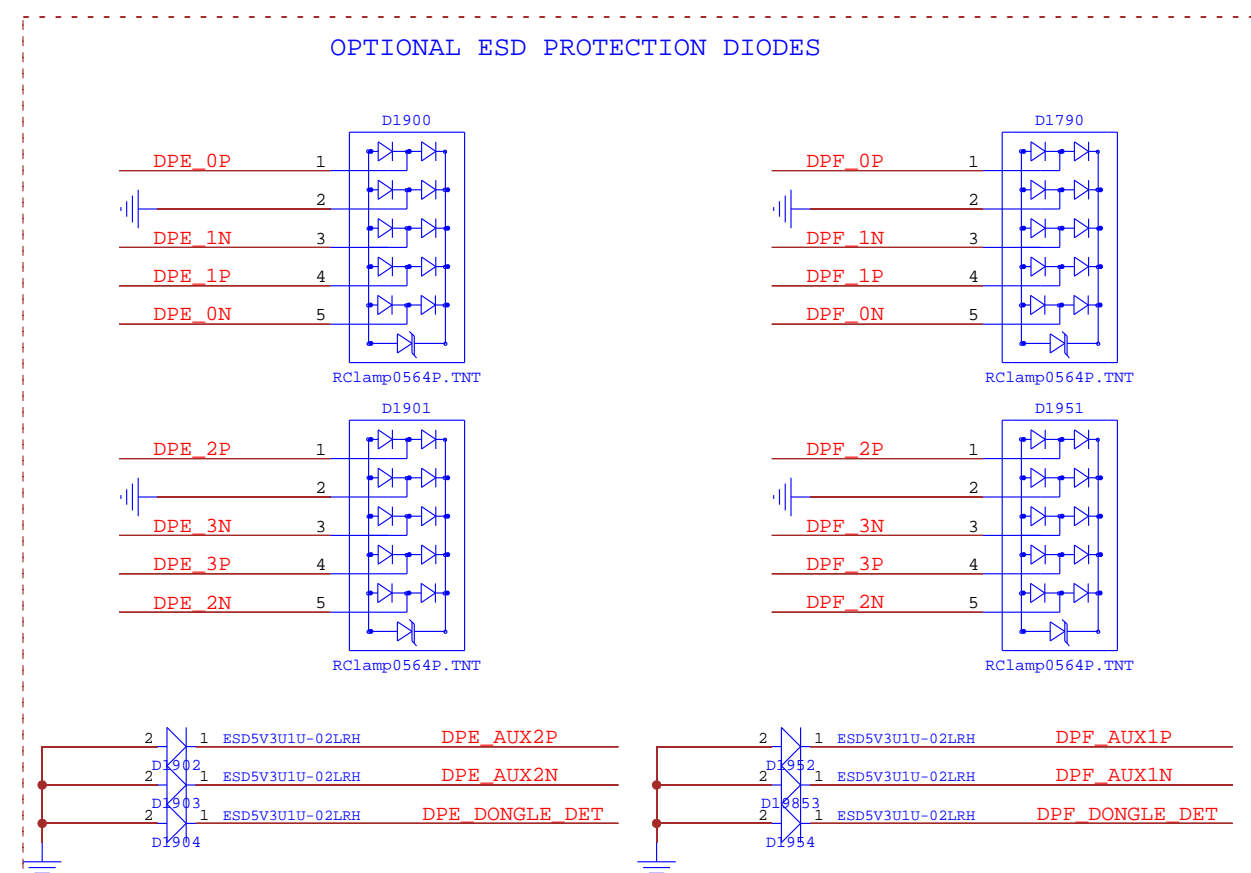 OPTIONAL ESD PROTECTION DIODES
D1900
DPE_0P 1
2
DPE_1N 3
DPE_1P 4
DPE_0N 5
RClamp0564P.TNT
D1790
DPF_0P 1
2
DPF_1N 3
DPF_1P 4
DPF_0N 5
RClamp0564P.TNT
D1901
DPE_2P 1
2
DPE_3N 3
DPE_3P 4
DPE_2N 5
RClamp0564P.TNT
D1951
DPF_2P 1
2
DPF_3N 3
DPF_3P 4
DPF_2N 5
RClamp0564P.TNT
2 1 ESD5V3U1U-02LRH DPE_AUX2P
D1902
2 1 ESD5V3U1U-02LRH DPE_AUX2N
D1903
2 1 ESD5V3U1U-02LRH DPE_DONGLE_DET
D1904
2 1 ESD5V3U1U-02LRH DPF_AUX1P
D1952
2 1 ESD5V3U1U-02LRH DPF_AUX1N
D19853
2 1 ESD5V3U1U-02LRH DPF_DONGLE_DET
D1954